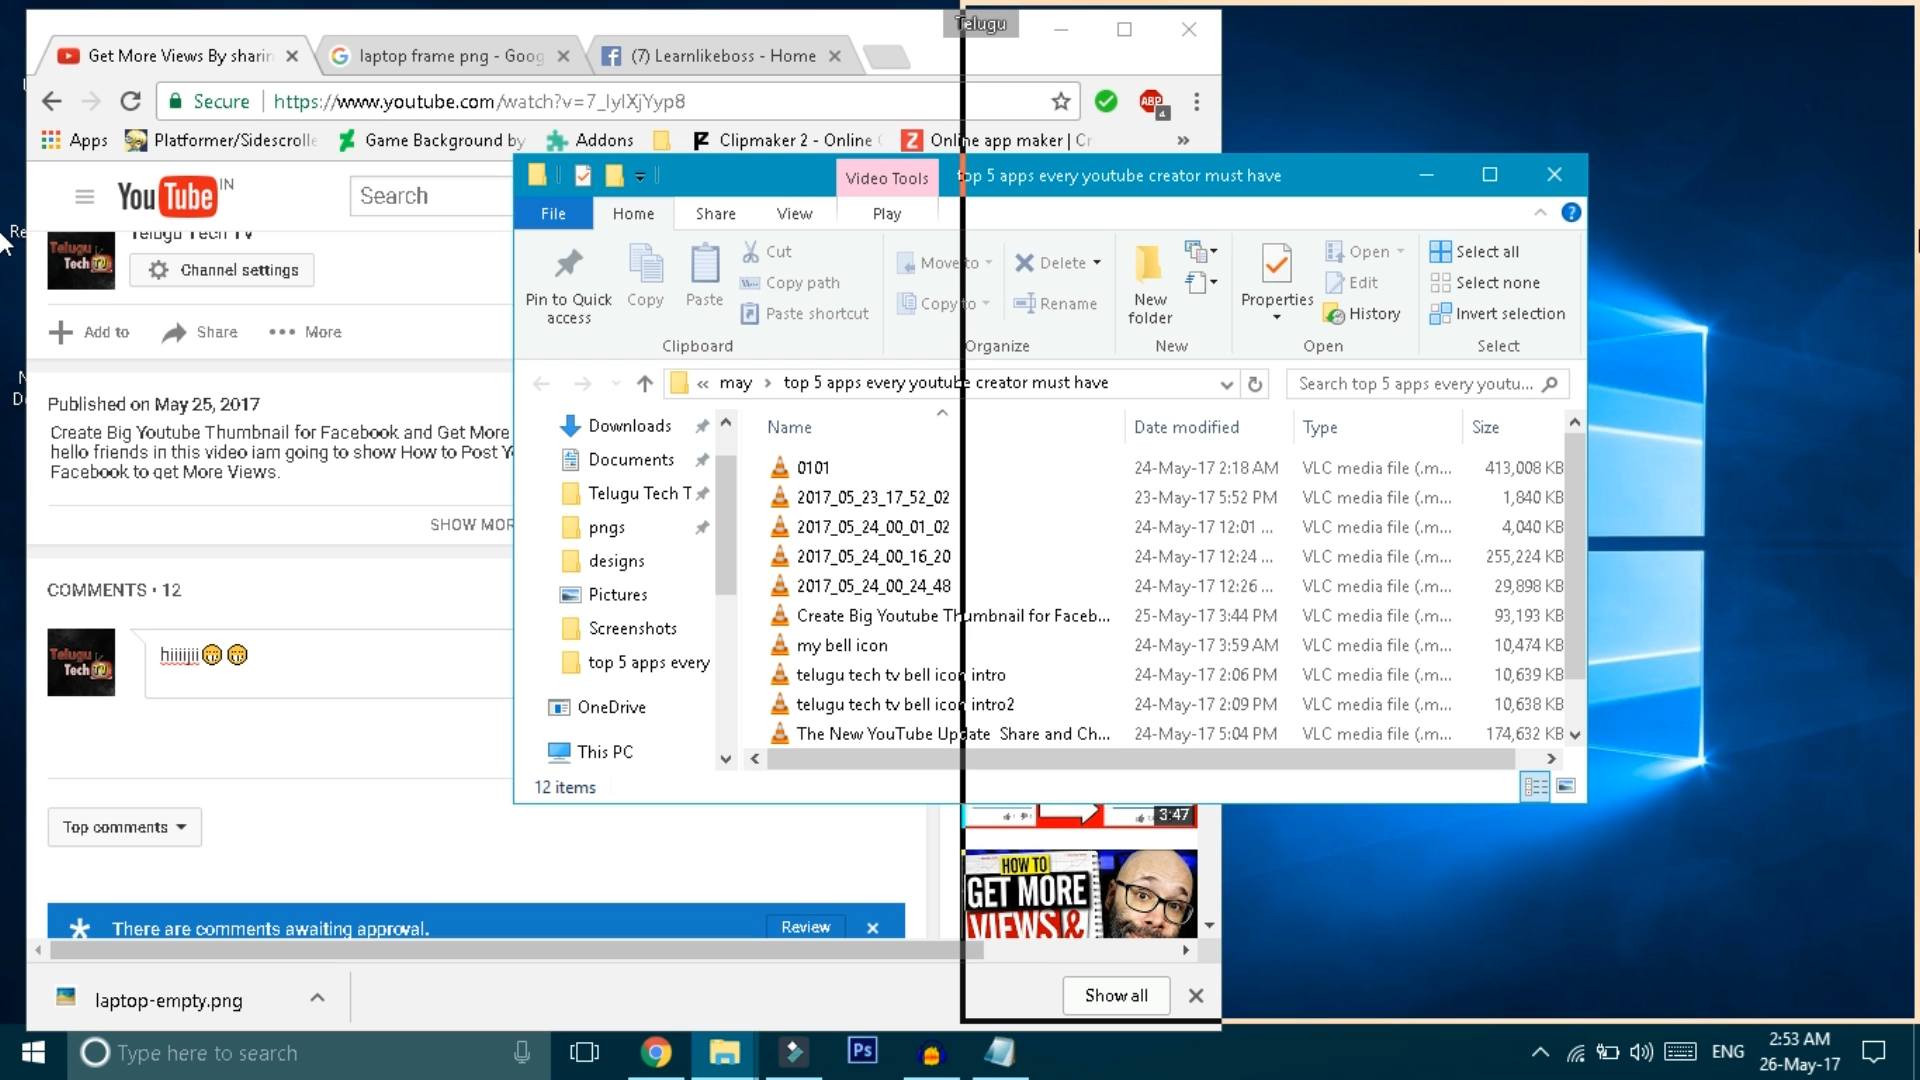 Telugu
Get More Views By sharin
laptop frame png - Goog
(7) Learnlikeboss - Home
Secure
https://www.youtube.com/watch?v=7_IyIXjYyp8
ABP
Apps
Platformer/Sidescrolle
Game Background by
Addons
Clipmaker 2 - Online
Online app maker | Cr
YouTube IN
Search
Video Tools
top 5 apps every youtube creator must have
File
Home
Share
View
Play
Telugu Tech TV
Channel settings
Pin to Quick access
Copy
Paste
Cut
Copy path
Paste shortcut
Clipboard
Move to
Copy to
Delete
Rename
Organize
New folder
New
Properties
Open
Edit
History
Open
Select all
Select none
Invert selection
Select
Add to
Share
More
« may > top 5 apps every youtube creator must have
Search top 5 apps every youtu...
Published on May 25, 2017
Create Big Youtube Thumbnail for Facebook and Get More
hello friends in this video iam going to show How to Post Y
Facebook to get More Views.
SHOW MOR
COMMENTS • 12
hiiiijiii
Top comments
There are comments awaiting approval.
Review
Downloads
Documents
Telugu Tech T
pngs
designs
Pictures
Screenshots
top 5 apps every
OneDrive
This PC
Name Date modified Type Size
0101 24-May-17 2:18 AM VLC media file (.m... 413,008 KB
2017_05_23_17_52_02 23-May-17 5:52 PM VLC media file (.m... 1,840 KB
2017_05_24_00_01_02 24-May-17 12:01 ... VLC media file (.m... 4,040 KB
2017_05_24_00_16_20 24-May-17 12:24 ... VLC media file (.m... 255,224 KB
2017_05_24_00_24_48 24-May-17 12:26 ... VLC media file (.m... 29,898 KB
Create Big Youtube Thumbnail for Faceb... 25-May-17 3:44 PM VLC media file (.m... 93,193 KB
my bell icon 24-May-17 3:59 AM VLC media file (.m... 10,474 KB
telugu tech tv bell icon intro 24-May-17 2:06 PM VLC media file (.m... 10,639 KB
telugu tech tv bell icon intro2 24-May-17 2:09 PM VLC media file (.m... 10,638 KB
The New YouTube Update Share and Ch... 24-May-17 5:04 PM VLC media file (.m... 174,632 KB
12 items
3:47
HOW TO
GET MORE
VIEWS &
laptop-empty.png
Show all
Type here to search
Ps
ENG
2:53 AM
26-May-17